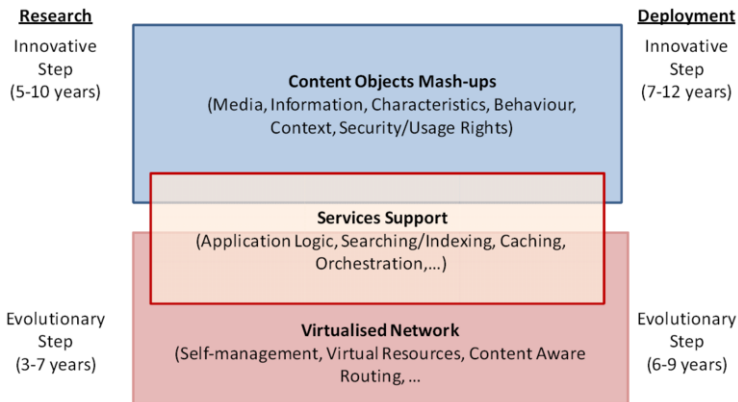 Research
Innovative
Step
(5-10 years)
Deployment
Innovative
Step
(7-12 years)
Content Objects Mash-ups
(Media, Information, Characteristics, Behaviour,
Context, Security/Usage Rights)
Services Support
(Application Logic, Searching/Indexing, Caching,
Orchestration,...)
Evolutionary
Step
(3-7 years)
Virtualised Network
(Self-management, Virtual Resources, Content Aware
Routing, ...
Evolutionary
Step
(6-9 years)